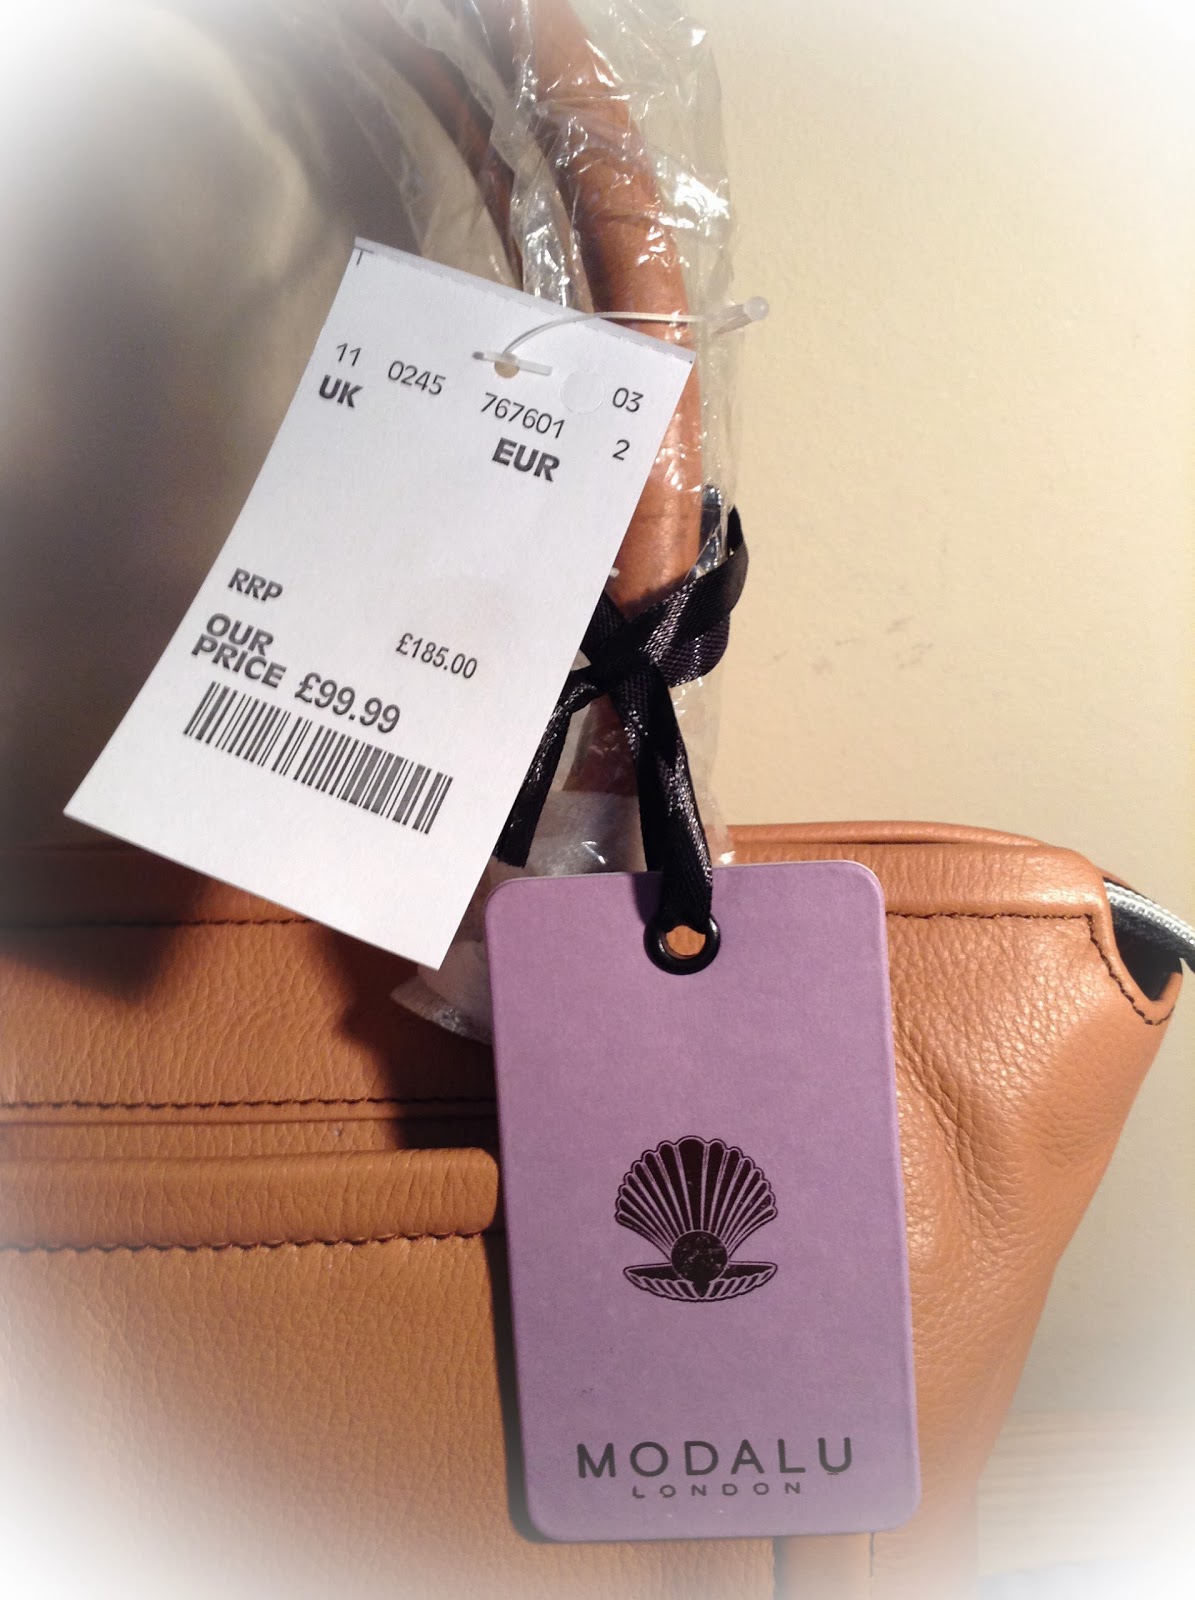 11 0245 767601 03
UK EUR 2
RRP £185.00
OUR
PRICE £99.99
MODALU
LONDON